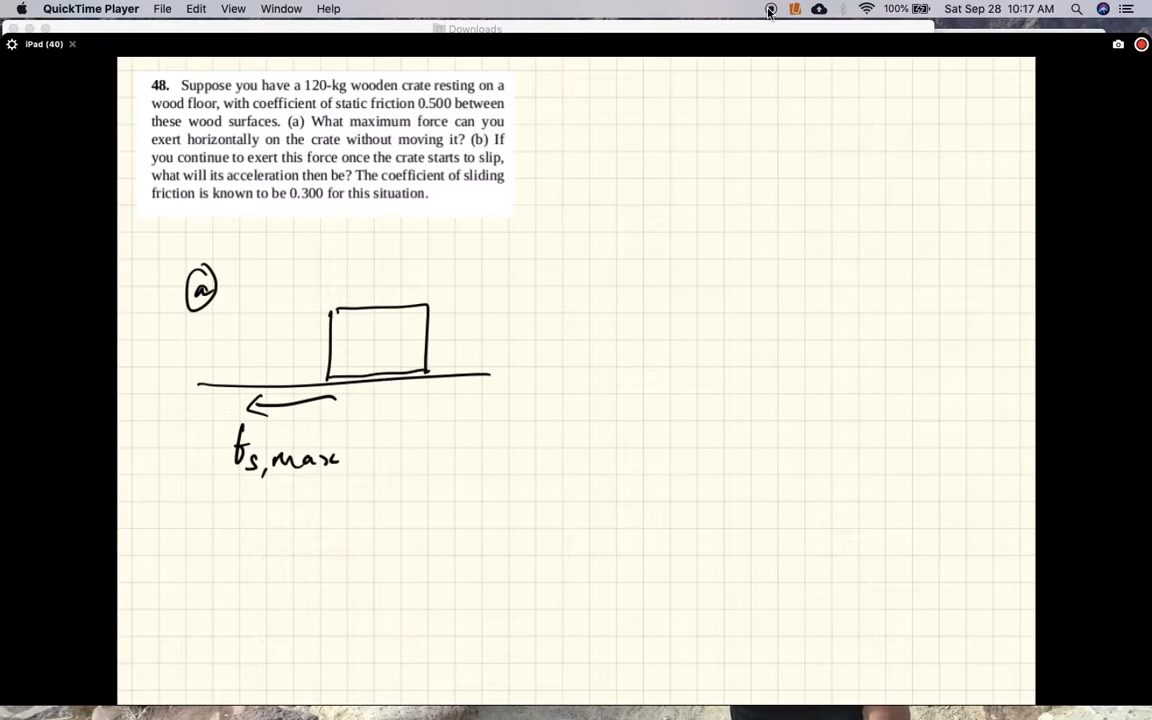 QuickTime Player File Edit View Window Help 100% Sat Sep 28 10:17 AM
Downloads
iPad (40)
48. Suppose you have a 120-kg wooden crate resting on a
wood floor, with coefficient of static friction 0.500 between
these wood surfaces. (a) What maximum force can you
exert horizontally on the crate without moving it? (b) If
you continue to exert this force once the crate starts to slip,
what will its acceleration then be? The coefficient of sliding
friction is known to be 0.300 for this situation.
a
fs,max